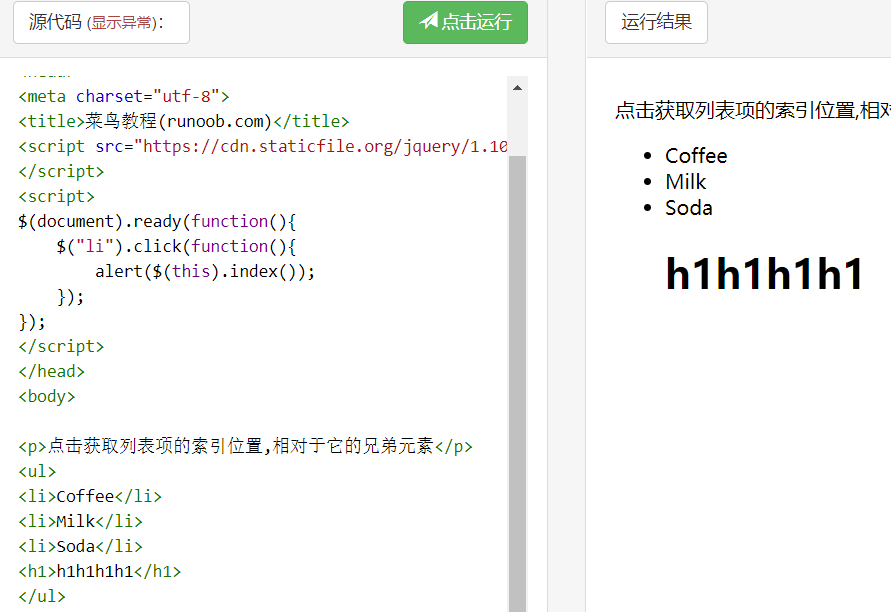 源代码 (显示异常)：
点击运行
<meta charset="utf-8">
<title>菜鸟教程(runoob.com)</title>
<script src="https://cdn.staticfile.org/jquery/1.10
</script>
<script>
$(document).ready(function(){
    $("li").click(function(){
        alert($(this).index());
    });
});
</script>
</head>
<body>
<p>点击获取列表项的索引位置,相对于它的兄弟元素</p>
<ul>
<li>Coffee</li>
<li>Milk</li>
<li>Soda</li>
<h1>h1h1h1h1</h1>
</ul>
运行结果
点击获取列表项的索引位置,相对
Coffee
Milk
Soda
h1h1h1h1